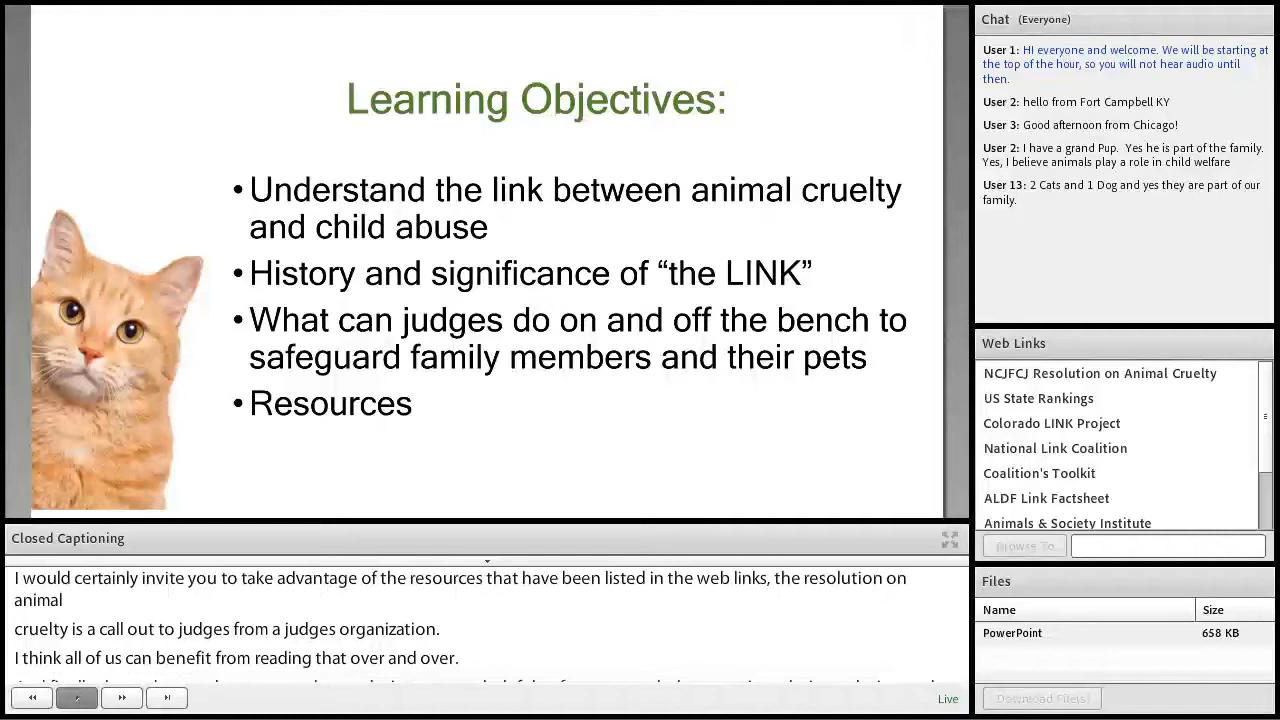 Learning Objectives:
•Understand the link between animal cruelty
and child abuse
•History and significance of “the LINK”
•What can judges do on and off the bench to
safeguard family members and their pets
•Resources
Chat (Everyone)
User 1: HI everyone and welcome. We will be starting at
the top of the hour, so you will not hear audio until
then.
User 2: hello from Fort Campbell KY
User 3: Good afternoon from Chicago!
User 2: I have a grand Pup. Yes he is part of the family.
Yes, I believe animals play a role in child welfare
User 13: 2 Cats and 1 Dog and yes they are part of our
family.
Web Links
NCJFCJ Resolution on Animal Cruelty
US State Rankings
Colorado LINK Project
National Link Coalition
Coalition's Toolkit
ALDF Link Factsheet
Animals & Society Institute
Browse To
Files
Name Size
PowerPoint 658 KB
Download File(s)
Closed Captioning
I would certainly invite you to take advantage of the resources that have been listed in the web links, the resolution on
animal
cruelty is a call out to judges from a judges organization.
I think all of us can benefit from reading that over and over.
Live